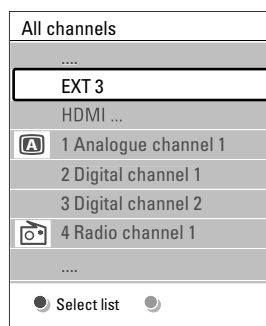 All channels
....
EXT 3
HDMI ...
A 1 Analogue channel 1
2 Digital channel 1
3 Digital channel 2
4 Radio channel 1
....
Select list